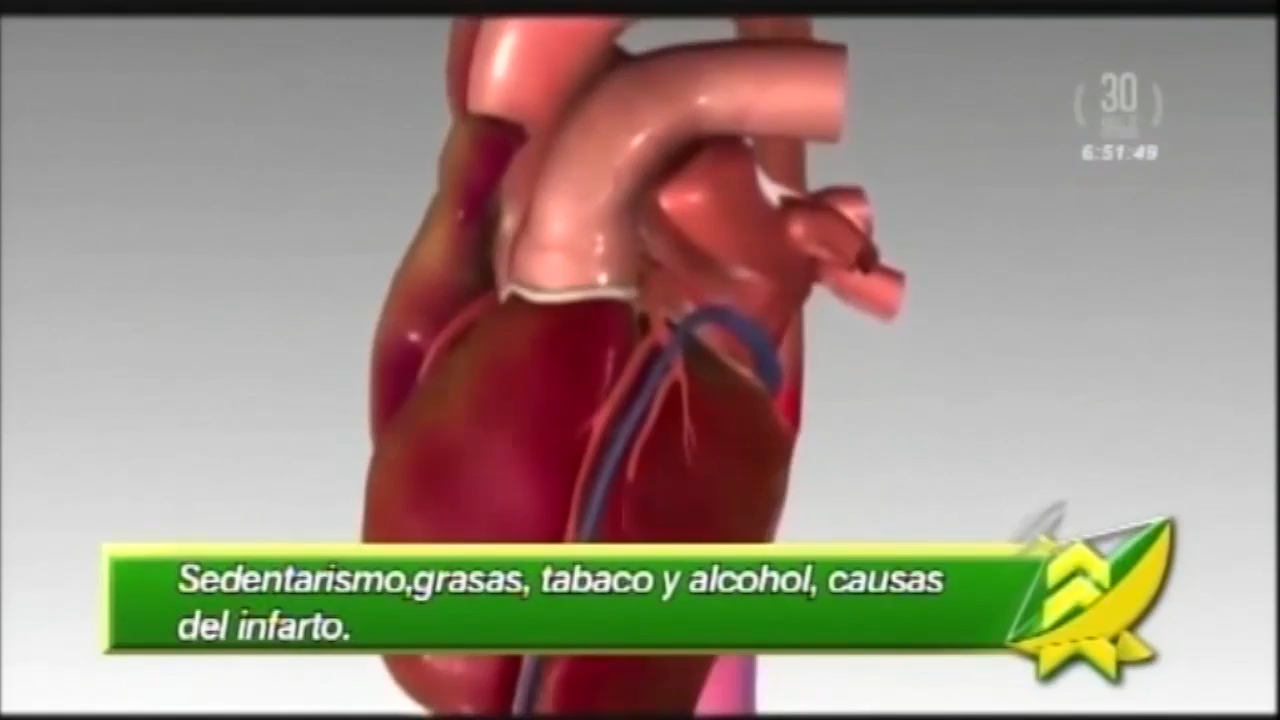 30
6:51:49
Sedentarismo,grasas, tabaco y alcohol, causas
del infarto.